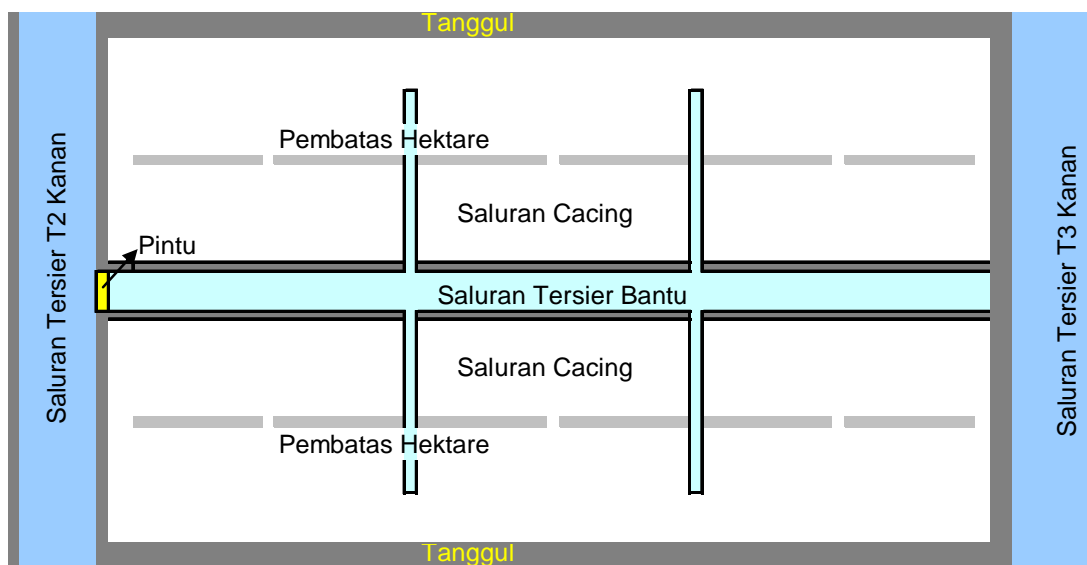 Tanggul
Pembatas Hektare
Saluran Cacing
Saluran Tersier T2 Kanan
Saluran Tersier T3 Kanan
Pintu
Saluran Tersier Bantu
Saluran Cacing
Pembatas Hektare
Tanggul